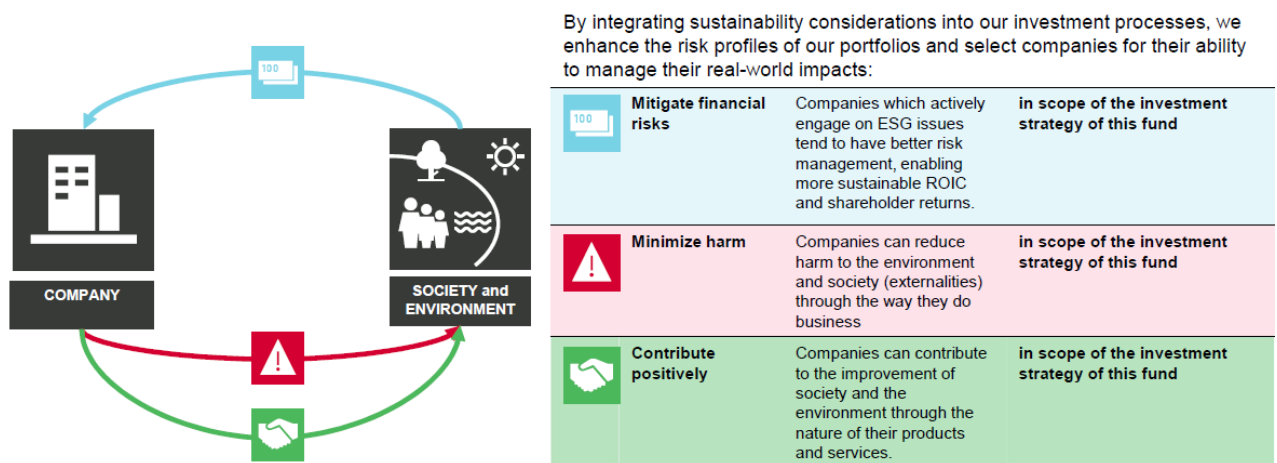 100
COMPANY
SOCIETY and
ENVIRONMENT
By integrating sustainability considerations into our investment processes, we
enhance the risk profiles of our portfolios and select companies for their ability
to manage their real-world impacts:
100
Mitigate financial
risks
Companies which actively
engage on ESG issues
tend to have better risk
management, enabling
more sustainable ROIC
and shareholder returns.
in scope of the investment
strategy of this fund
!
Minimize harm
Companies can reduce
harm to the environment
and society (externalities)
through the way they do
business
in scope of the investment
strategy of this fund
!
Contribute
positively
Companies can contribute
to the improvement of
society and the
environment through the
nature of their products
and services.
in scope of the investment
strategy of this fund